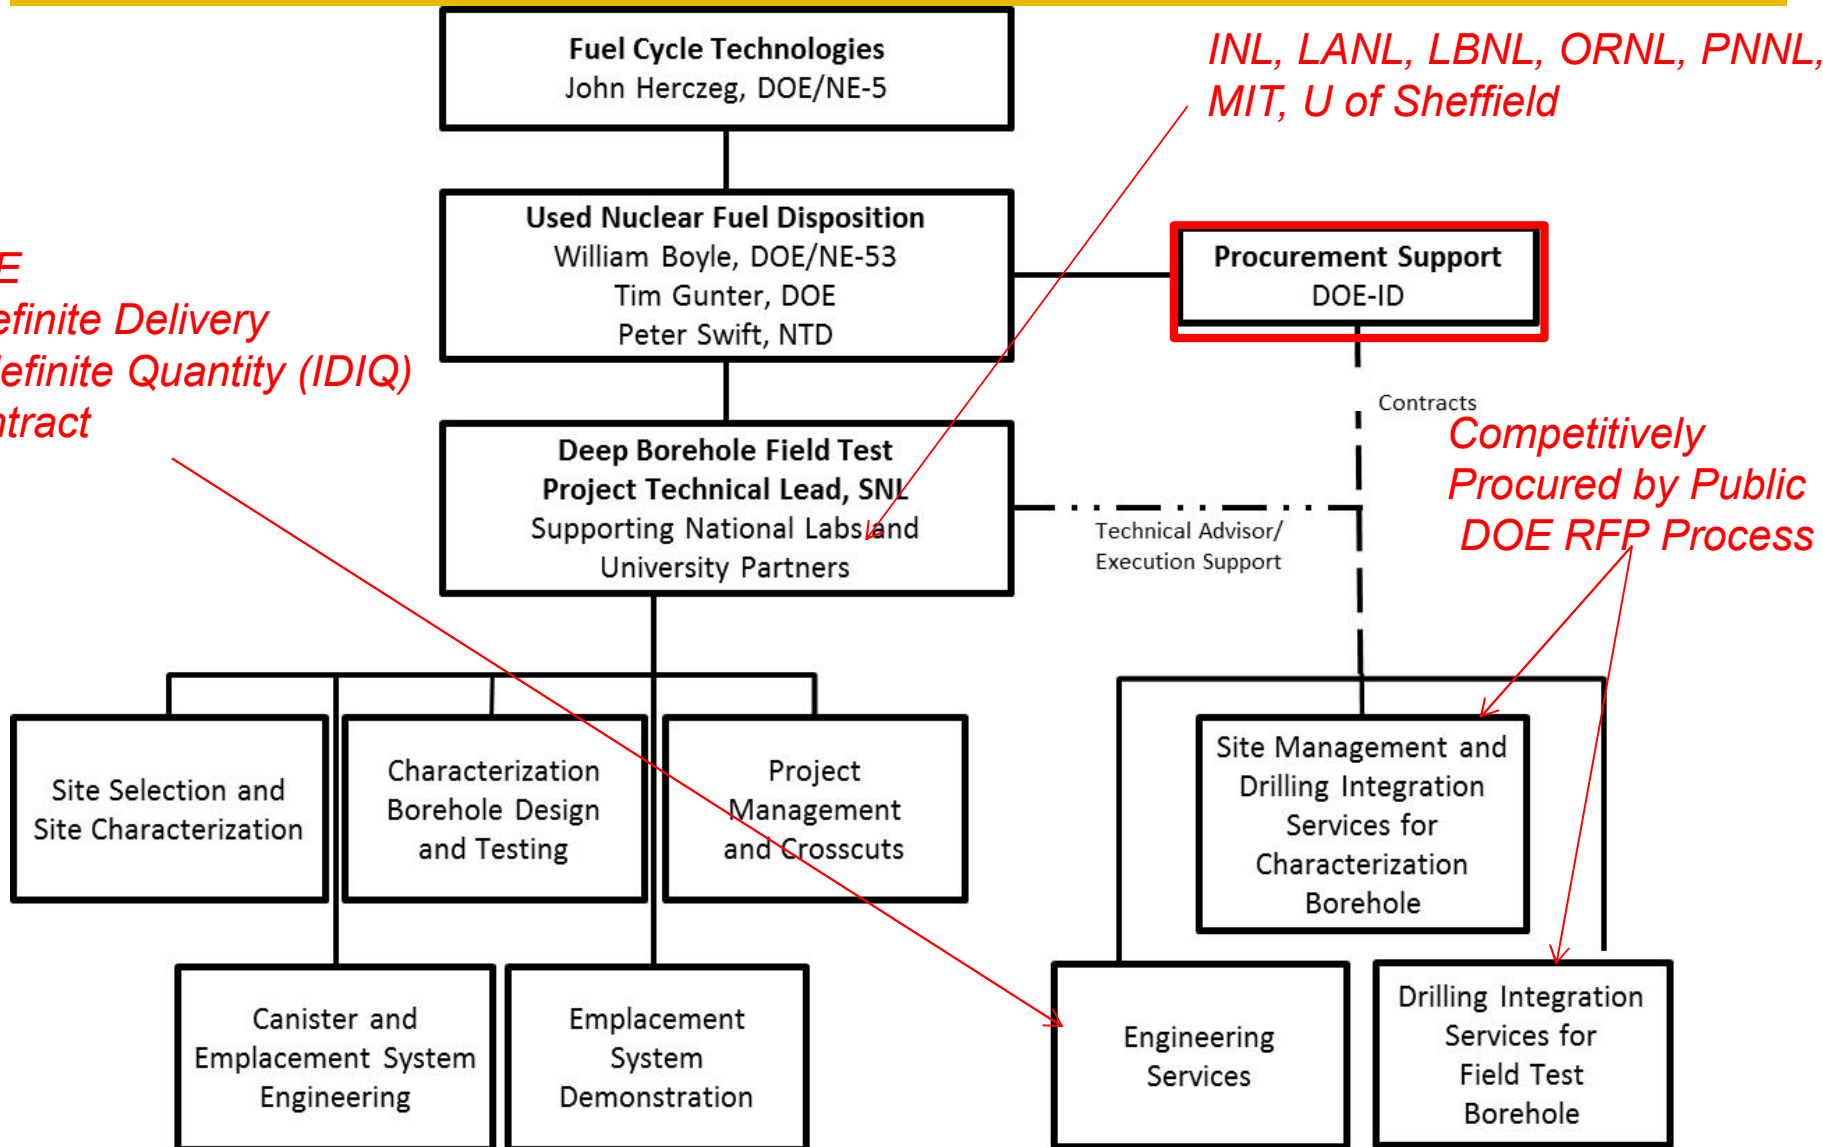 Fuel Cycle Technologies
John Herczeg, DOE/NE-5
INL, LANL, LBNL, ORNL, PNNL,
MIT, U of Sheffield
Used Nuclear Fuel Disposition
William Boyle, DOE/NE-53
Tim Gunter, DOE
Peter Swift, NTD
Procurement Support
DOE-ID
E
efinite Delivery
definite Quantity (IDIQ)
ntract
Contracts
Competitively
Procured by Public
DOE RFP Process
Deep Borehole Field Test
Project Technical Lead, SNL
Supporting National Labs and
University Partners
Technical Advisor/
Execution Support
Site Selection and
Site Characterization
Characterization
Borehole Design
and Testing
Project
Management
and Crosscuts
Site Management and
Drilling Integration
Services for
Characterization
Borehole
Canister and
Emplacement System
Engineering
Emplacement
System
Demonstration
Engineering
Services
Drilling Integration
Services for
Field Test
Borehole